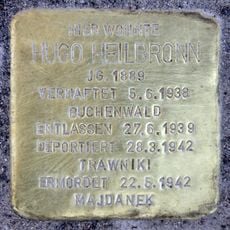 HIER WOHNTE
HUGO HEILBRONN
JG. 1889
VERHAFTET 5.6.1938
BUCHENWALD
ENTLASSEN 27.6.1939
DEPORTIERT 28.3.1942
TRAWNIKI
ERMORDET 22.5.1942
MAJDANEK